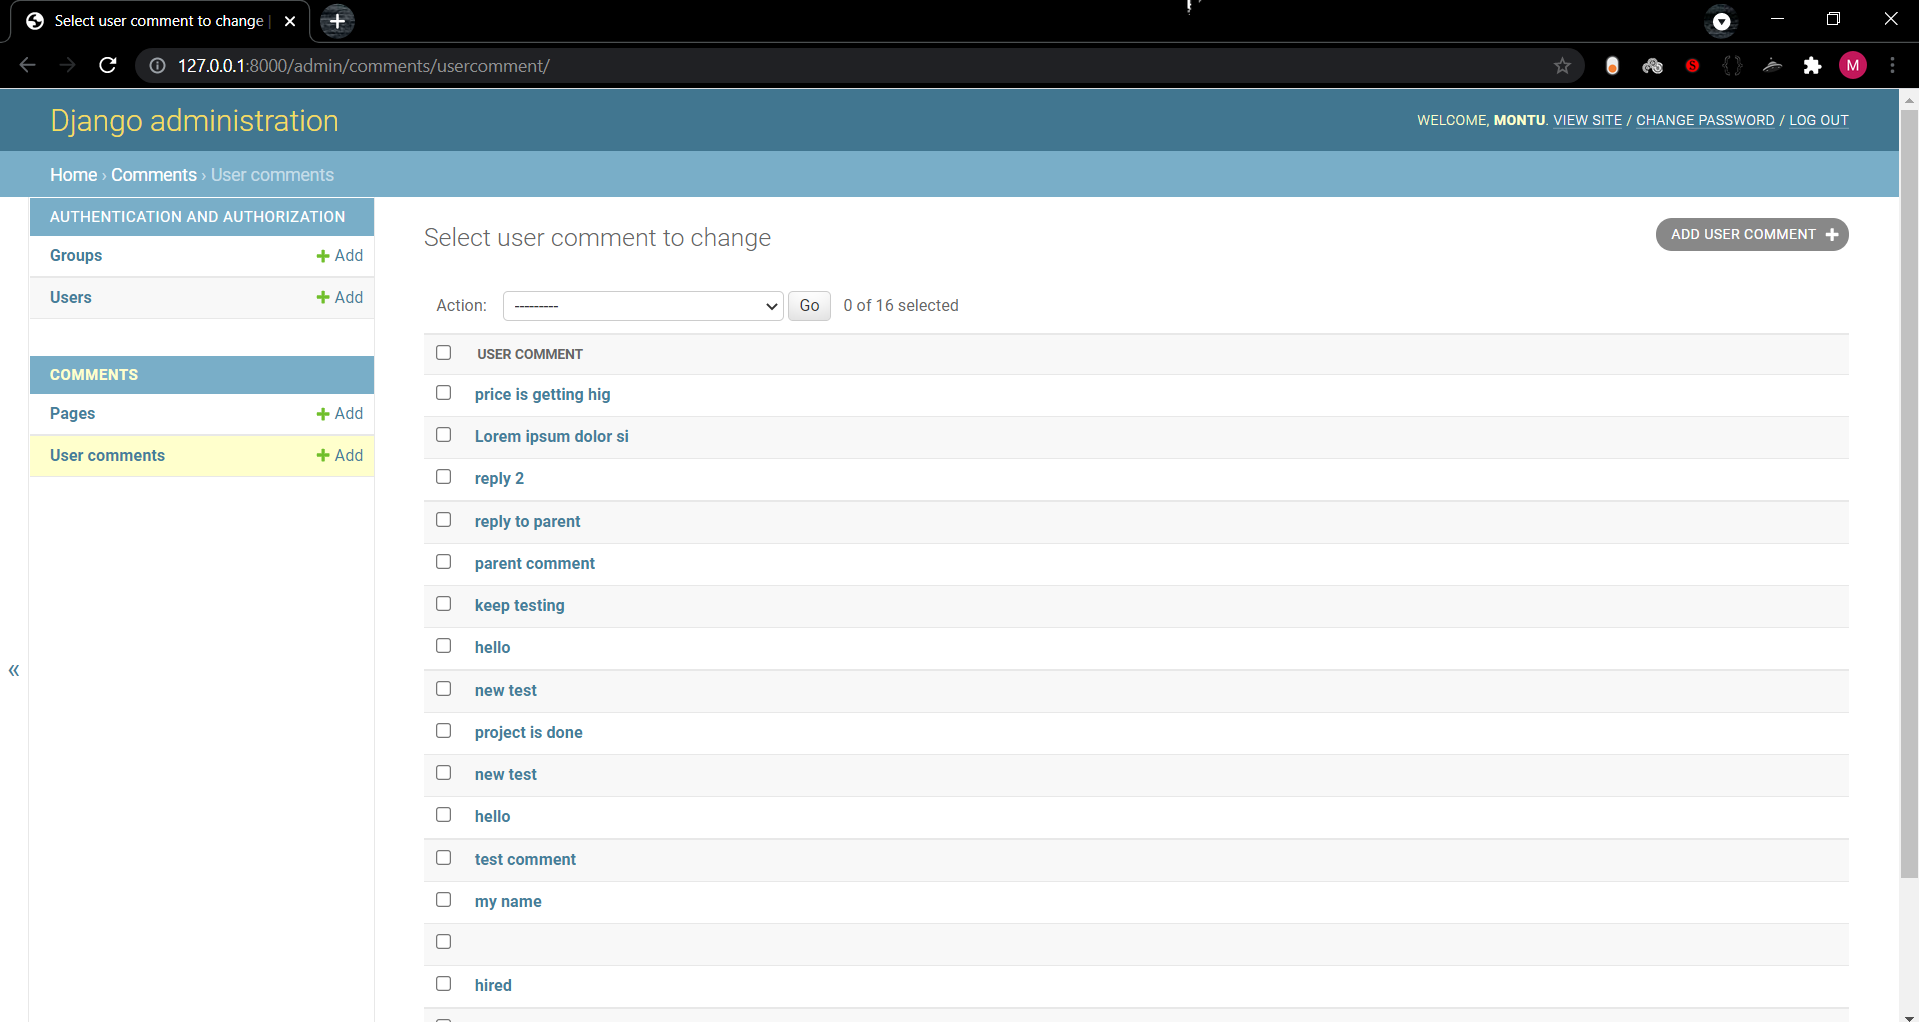 Select user comment to change |
127.0.0.1:8000/admin/comments/usercomment/
M
Django administration
WELCOME, MONTU. VIEW SITE / CHANGE PASSWORD / LOG OUT
Home › Comments › User comments
AUTHENTICATION AND AUTHORIZATION
Groups + Add
Users + Add
COMMENTS
Pages + Add
User comments + Add
«
Select user comment to change
ADD USER COMMENT +
Action: --------- Go 0 of 16 selected
USER COMMENT
price is getting hig
Lorem ipsum dolor si
reply 2
reply to parent
parent comment
keep testing
hello
new test
project is done
new test
hello
test comment
my name
hired